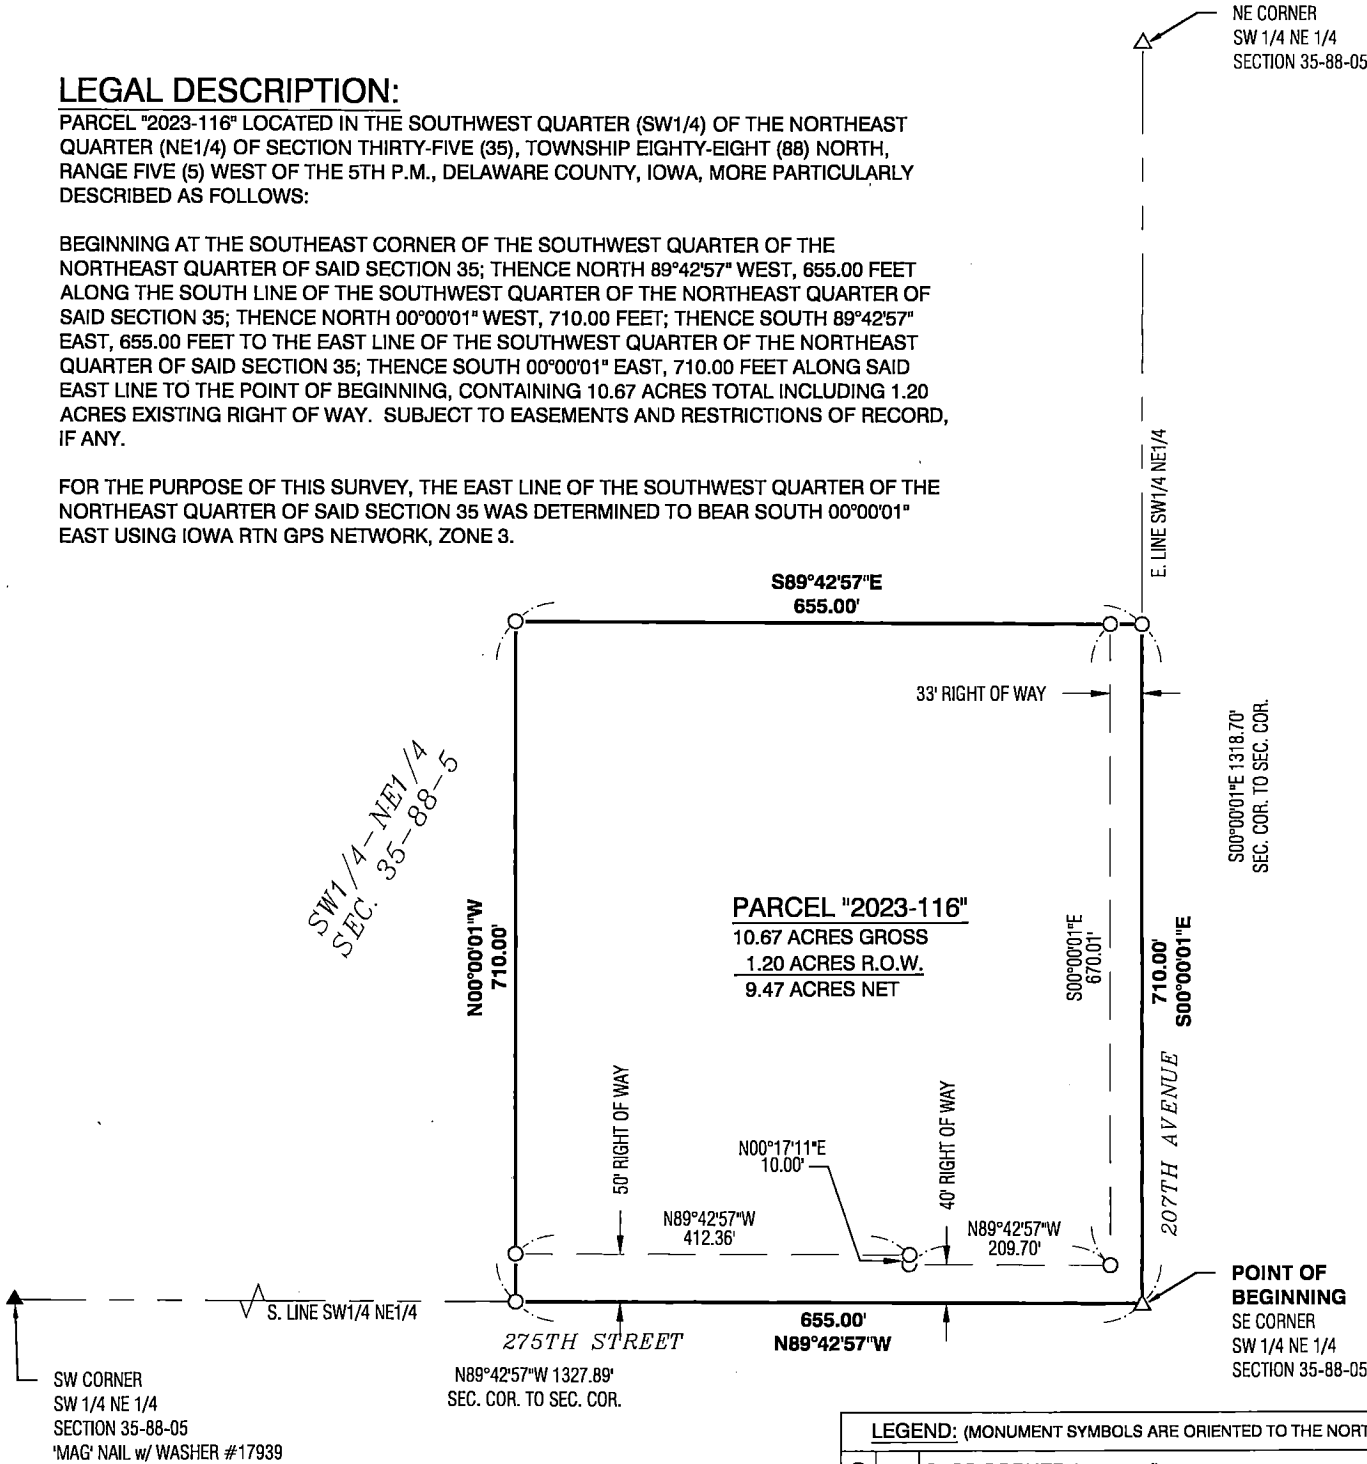 NE CORNER
SW 1/4 NE 1/4
SECTION 35-88-05
LEGAL DESCRIPTION:
PARCEL "2023-116" LOCATED IN THE SOUTHWEST QUARTER (SW1/4) OF THE NORTHEAST
QUARTER (NE1/4) OF SECTION THIRTY-FIVE (35), TOWNSHIP EIGHTY-EIGHT (88) NORTH,
RANGE FIVE (5) WEST OF THE 5TH P.M., DELAWARE COUNTY, IOWA, MORE PARTICULARLY
DESCRIBED AS FOLLOWS:
BEGINNING AT THE SOUTHEAST CORNER OF THE SOUTHWEST QUARTER OF THE
NORTHEAST QUARTER OF SAID SECTION 35; THENCE NORTH 89°42'57" WEST, 655.00 FEET
ALONG THE SOUTH LINE OF THE SOUTHWEST QUARTER OF THE NORTHEAST QUARTER OF
SAID SECTION 35; THENCE NORTH 00°00'01" WEST, 710.00 FEET; THENCE SOUTH 89°42'57"
EAST, 655.00 FEET TO THE EAST LINE OF THE SOUTHWEST QUARTER OF THE NORTHEAST
QUARTER OF SAID SECTION 35; THENCE SOUTH 00°00'01" EAST, 710.00 FEET ALONG SAID
EAST LINE TO THE POINT OF BEGINNING, CONTAINING 10.67 ACRES TOTAL INCLUDING 1.20
ACRES EXISTING RIGHT OF WAY. SUBJECT TO EASEMENTS AND RESTRICTIONS OF RECORD,
IF ANY.
FOR THE PURPOSE OF THIS SURVEY, THE EAST LINE OF THE SOUTHWEST QUARTER OF THE
NORTHEAST QUARTER OF SAID SECTION 35 WAS DETERMINED TO BEAR SOUTH 00°00'01"
EAST USING IOWA RTN GPS NETWORK, ZONE 3.
E. LINE SW1/4 NE1/4
S89°42'57"E
655.00'
33' RIGHT OF WAY
S00°00'01"E 1318.70'
SEC. COR. TO SEC. COR.
SW1/4-NE1/4
SEC. 35-88-5
N00°00'01"W
710.00'
PARCEL "2023-116"
10.67 ACRES GROSS
1.20 ACRES R.O.W.
9.47 ACRES NET
S00°00'01"E
670.01'
710.00'
S00°00'01"E
207TH AVENUE
50' RIGHT OF WAY
N00°17'11"E
10.00'
40' RIGHT OF WAY
N89°42'57"W
412.36'
N89°42'57"W
209.70'
POINT OF
BEGINNING
SE CORNER
SW 1/4 NE 1/4
SECTION 35-88-05
S. LINE SW1/4 NE1/4
275TH STREET
655.00'
N89°42'57"W
N89°42'57"W 1327.89'
SEC. COR. TO SEC. COR.
SW CORNER
SW 1/4 NE 1/4
SECTION 35-88-05
'MAG' NAIL w/ WASHER #17939
LEGEND: (MONUMENT SYMBOLS ARE ORIENTED TO THE NORT